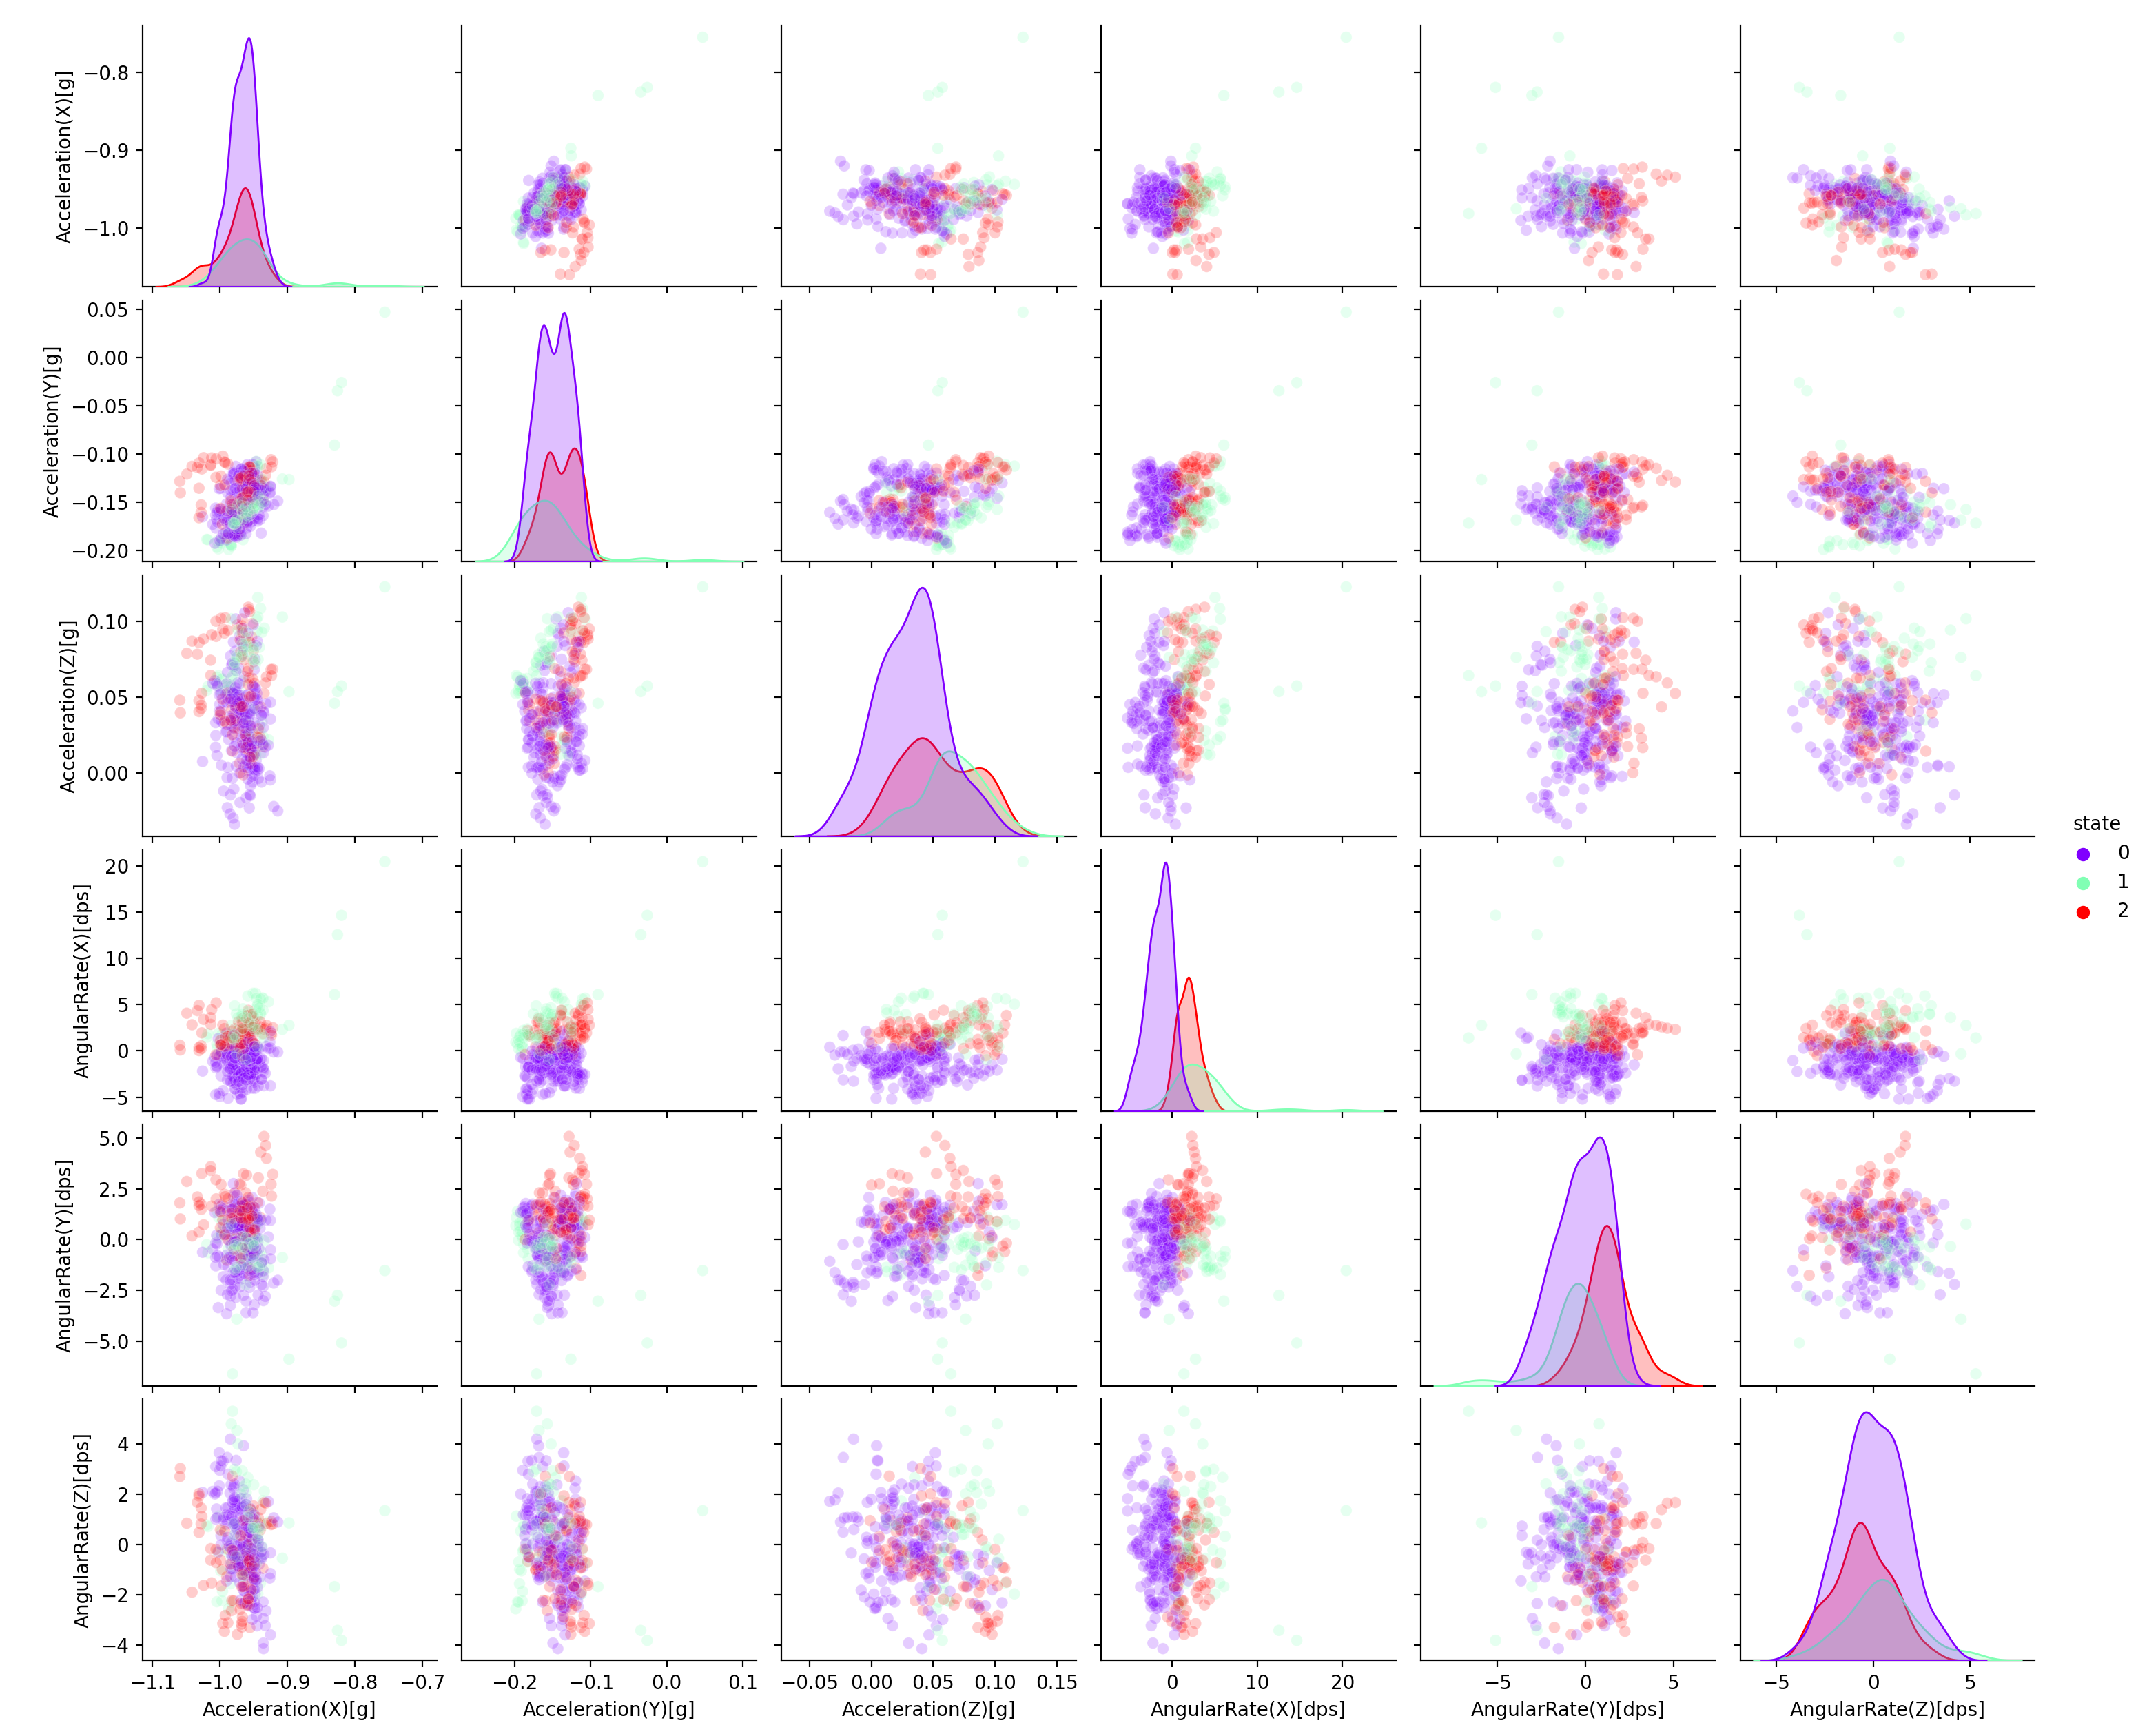 Acceleration(X)[g]
−0.8
−0.9
−1.0
Acceleration(Y)[g]
0.05
0.00
−0.05
−0.10
−0.15
−0.20
Acceleration(Z)[g]
0.10
0.05
0.00
AngularRate(X)[dps]
20
15
10
5
0
−5
AngularRate(Y)[dps]
5.0
2.5
0.0
−2.5
−5.0
AngularRate(Z)[dps]
4
2
0
−2
−4
−1.1 −1.0 −0.9 −0.8 −0.7
Acceleration(X)[g]
−0.2 −0.1 0.0 0.1
Acceleration(Y)[g]
−0.05 0.00 0.05 0.10 0.15
Acceleration(Z)[g]
0 10 20
AngularRate(X)[dps]
−5 0 5
AngularRate(Y)[dps]
−5 0 5
AngularRate(Z)[dps]
state
0
1
2